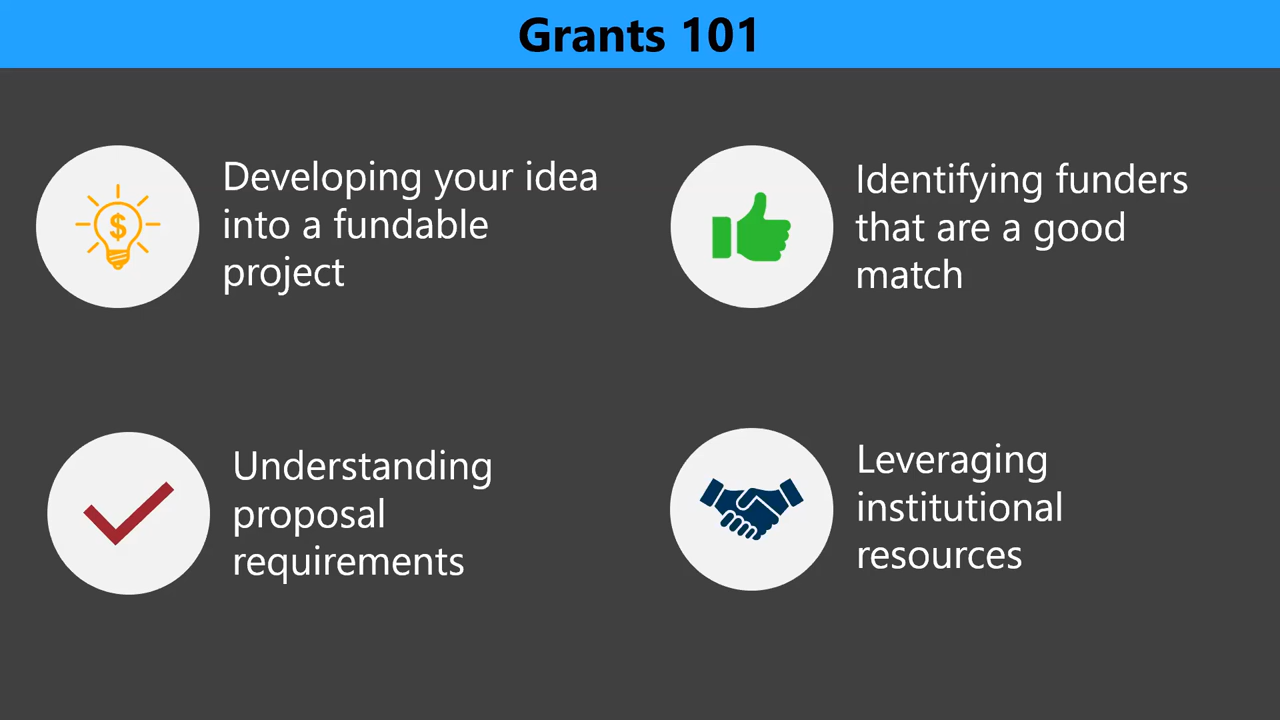 Grants 101
$
Developing your idea
into a fundable
project
Identifying funders
that are a good
match
Understanding
proposal
requirements
Leveraging
institutional
resources